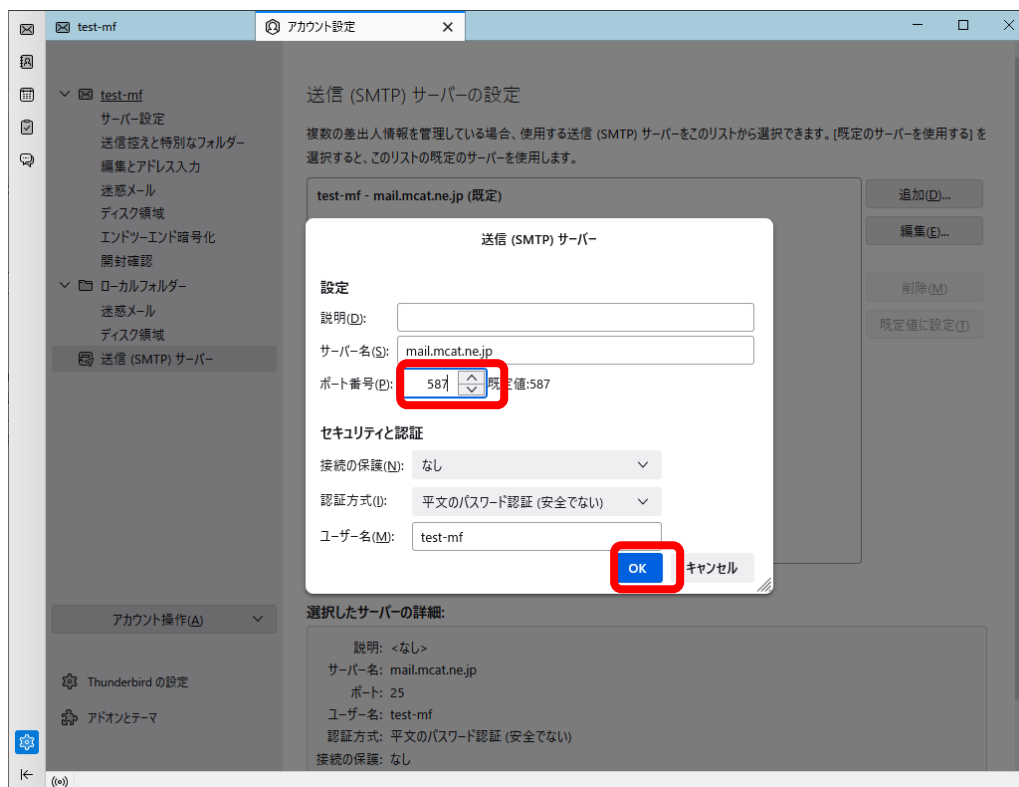 test-mf
アカウント設定
test-mf
サーバー設定
送信控えと特別なフォルダー
編集とアドレス入力
迷惑メール
ディスク領域
エンドツーエンド暗号化
開封確認
ローカルフォルダー
迷惑メール
ディスク領域
送信 (SMTP) サーバー
アカウント操作(A)
Thunderbird の設定
アドオンとテーマ
送信 (SMTP) サーバーの設定
複数の差出人情報を管理している場合、使用する送信 (SMTP) サーバーをこのリストから選択できます。[既定のサーバーを使用する] を
選択すると、このリストの既定のサーバーを使用します。
test-mf - mail.mcat.ne.jp (既定)
追加(D)...
編集(E)...
削除(M)
既定値に設定(T)
送信 (SMTP) サーバー
設定
説明(D):
サーバー名(S): mail.mcat.ne.jp
ポート番号(P): 587 既定値:587
セキュリティと認証
接続の保護(N): なし
認証方式(I): 平文のパスワード認証 (安全でない)
ユーザー名(M): test-mf
OK キャンセル
選択したサーバーの詳細:
説明: <なし>
サーバー名: mail.mcat.ne.jp
ポート: 25
ユーザー名: test-mf
認証方式: 平文のパスワード認証 (安全でない)
接続の保護: なし